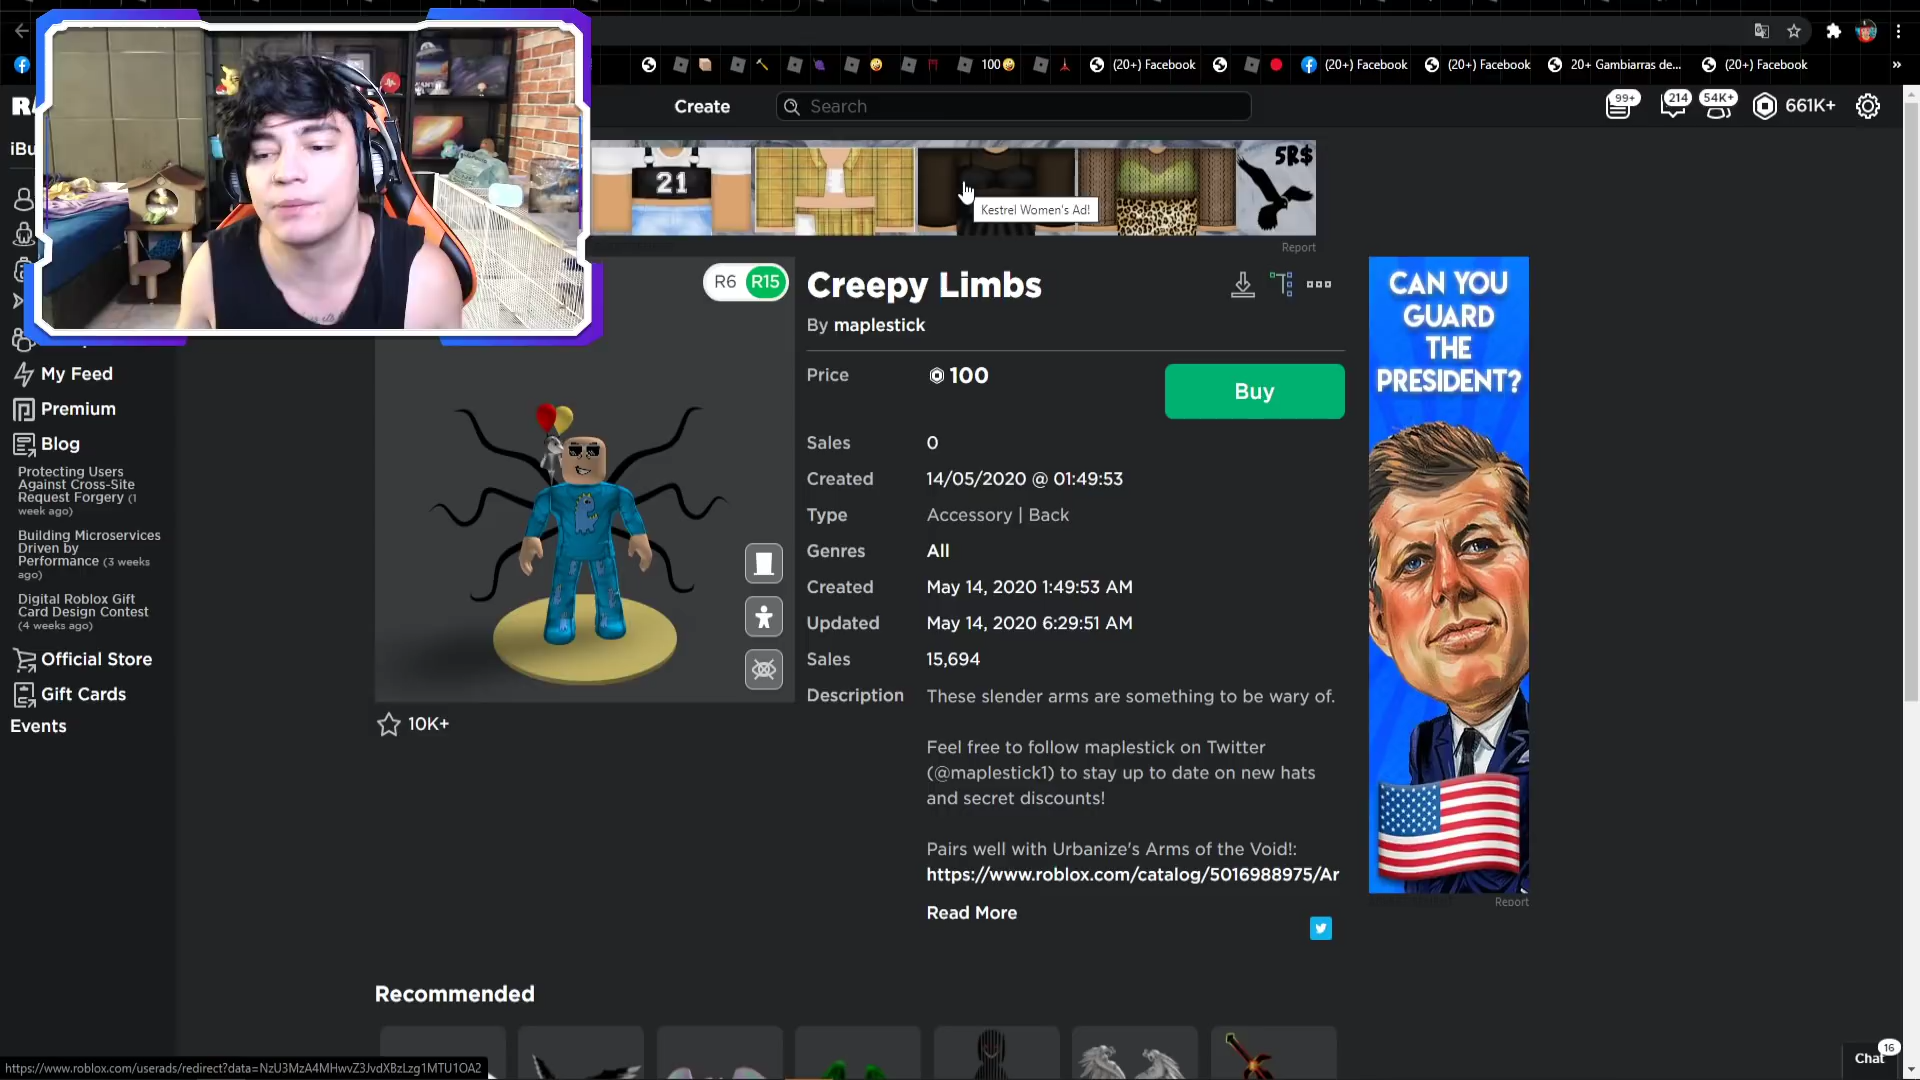 (20+) Facebook
(20+) Facebook
(20+) Facebook
20+ Gambiarras de...
(20+) Facebook
»
100
Create
Search
99+
214
54K+
661K+
iBu
21
5R$
Kestrel Women's Ad!
Report
R6
R15
Creepy Limbs
By maplestick
Price
100
Buy
Sales
0
Created
14/05/2020 @ 01:49:53
Type
Accessory | Back
Genres
All
Created
May 14, 2020 1:49:53 AM
Updated
May 14, 2020 6:29:51 AM
Sales
15,694
Description
These slender arms are something to be wary of.
Feel free to follow maplestick on Twitter
(@maplestick1) to stay up to date on new hats
and secret discounts!
Pairs well with Urbanize's Arms of the Void!:
https://www.roblox.com/catalog/5016988975/Ar
Read More
10K+
My Feed
Premium
Blog
Protecting Users
Against Cross-Site
Request Forgery (1
week ago)
Building Microservices
Driven by
Performance (3 weeks
ago)
Digital Roblox Gift
Card Design Contest
(4 weeks ago)
Official Store
Gift Cards
Events
CAN YOU
GUARD
THE
PRESIDENT?
Report
Recommended
Chat
16
https://www.roblox.com/userads/redirect?data=NzU3MzA4MHwvZ3JvdXBzLzg1MTU1OA2